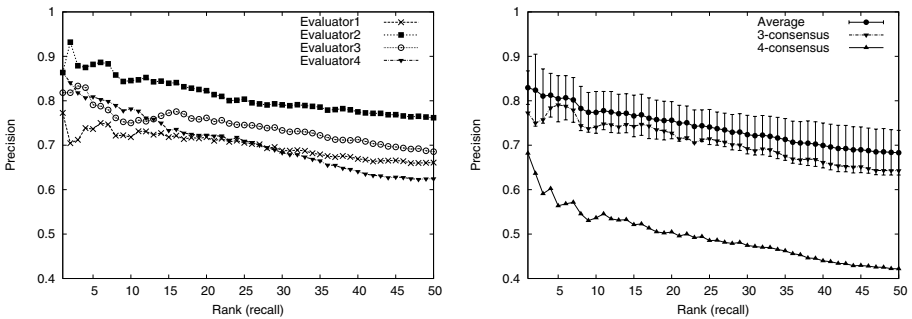 Evaluator1
Evaluator2
Evaluator3
Evaluator4
1
0.9
0.8
0.7
0.6
0.5
0.4
Precision
5 10 15 20 25 30 35 40 45 50
Rank (recall)
Average
3-consensus
4-consensus
1
0.9
0.8
0.7
0.6
0.5
0.4
Precision
5 10 15 20 25 30 35 40 45 50
Rank (recall)